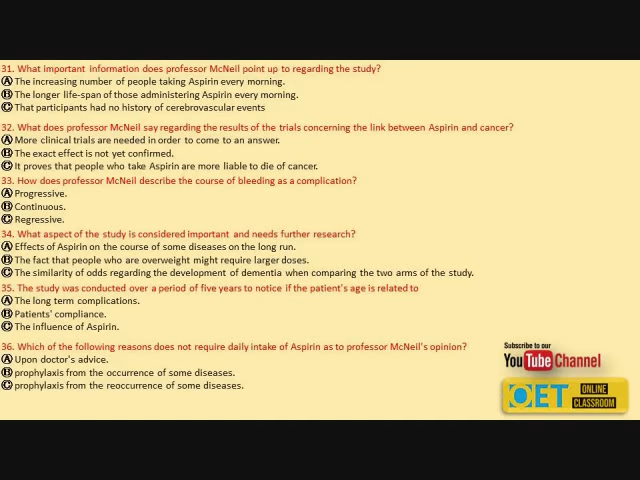 31. What important information does professor McNeil point up to regarding the study?
Ⓐ The increasing number of people taking Aspirin every morning.
Ⓑ The longer life-span of those administering Aspirin every morning.
Ⓒ That participants had no history of cerebrovascular events
32. What does professor McNeil say regarding the results of the trials concerning the link between Aspirin and cancer?
Ⓐ More clinical trials are needed in order to come to an answer.
Ⓑ The exact effect is not yet confirmed.
Ⓒ It proves that people who take Aspirin are more liable to die of cancer.
33. How does professor McNeil describe the course of bleeding as a complication?
Ⓐ Progressive.
Ⓑ Continuous.
Ⓒ Regressive.
34. What aspect of the study is considered important and needs further research?
Ⓐ Effects of Aspirin on the course of some diseases on the long run.
Ⓑ The fact that people who are overweight might require larger doses.
Ⓒ The similarity of odds regarding the development of dementia when comparing the two arms of the study.
35. The study was conducted over a period of five years to notice if the patient's age is related to
Ⓐ The long term complications.
Ⓑ Patients' compliance.
Ⓒ The influence of Aspirin.
36. Which of the following reasons does not require daily intake of Aspirin as to professor McNeil's opinion?
Ⓐ Upon doctor's advice.
Ⓑ prophylaxis from the occurrence of some diseases.
Ⓒ prophylaxis from the reoccurrence of some diseases.
Subscribe to our
YouTube Channel
OET ONLINE CLASSROOM